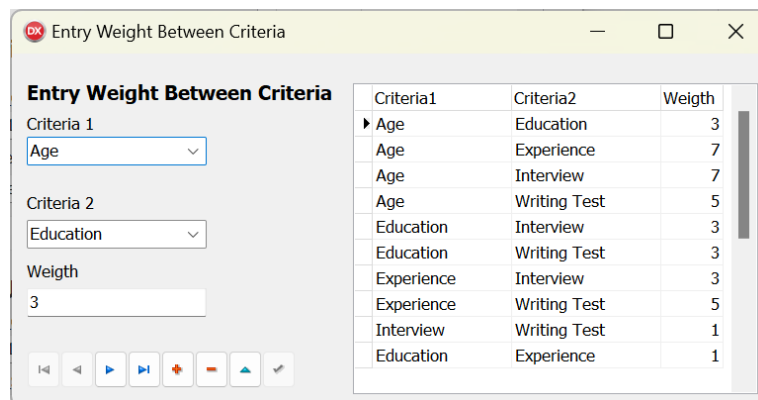 DX Entry Weight Between Criteria
Entry Weight Between Criteria
Criteria 1
Age
Criteria 2
Education
Weigth
3
Criteria1 Criteria2 Weigth
Age Education 3
Age Experience 7
Age Interview 7
Age Writing Test 5
Education Interview 3
Education Writing Test 3
Experience Interview 3
Experience Writing Test 5
Interview Writing Test 1
Education Experience 1